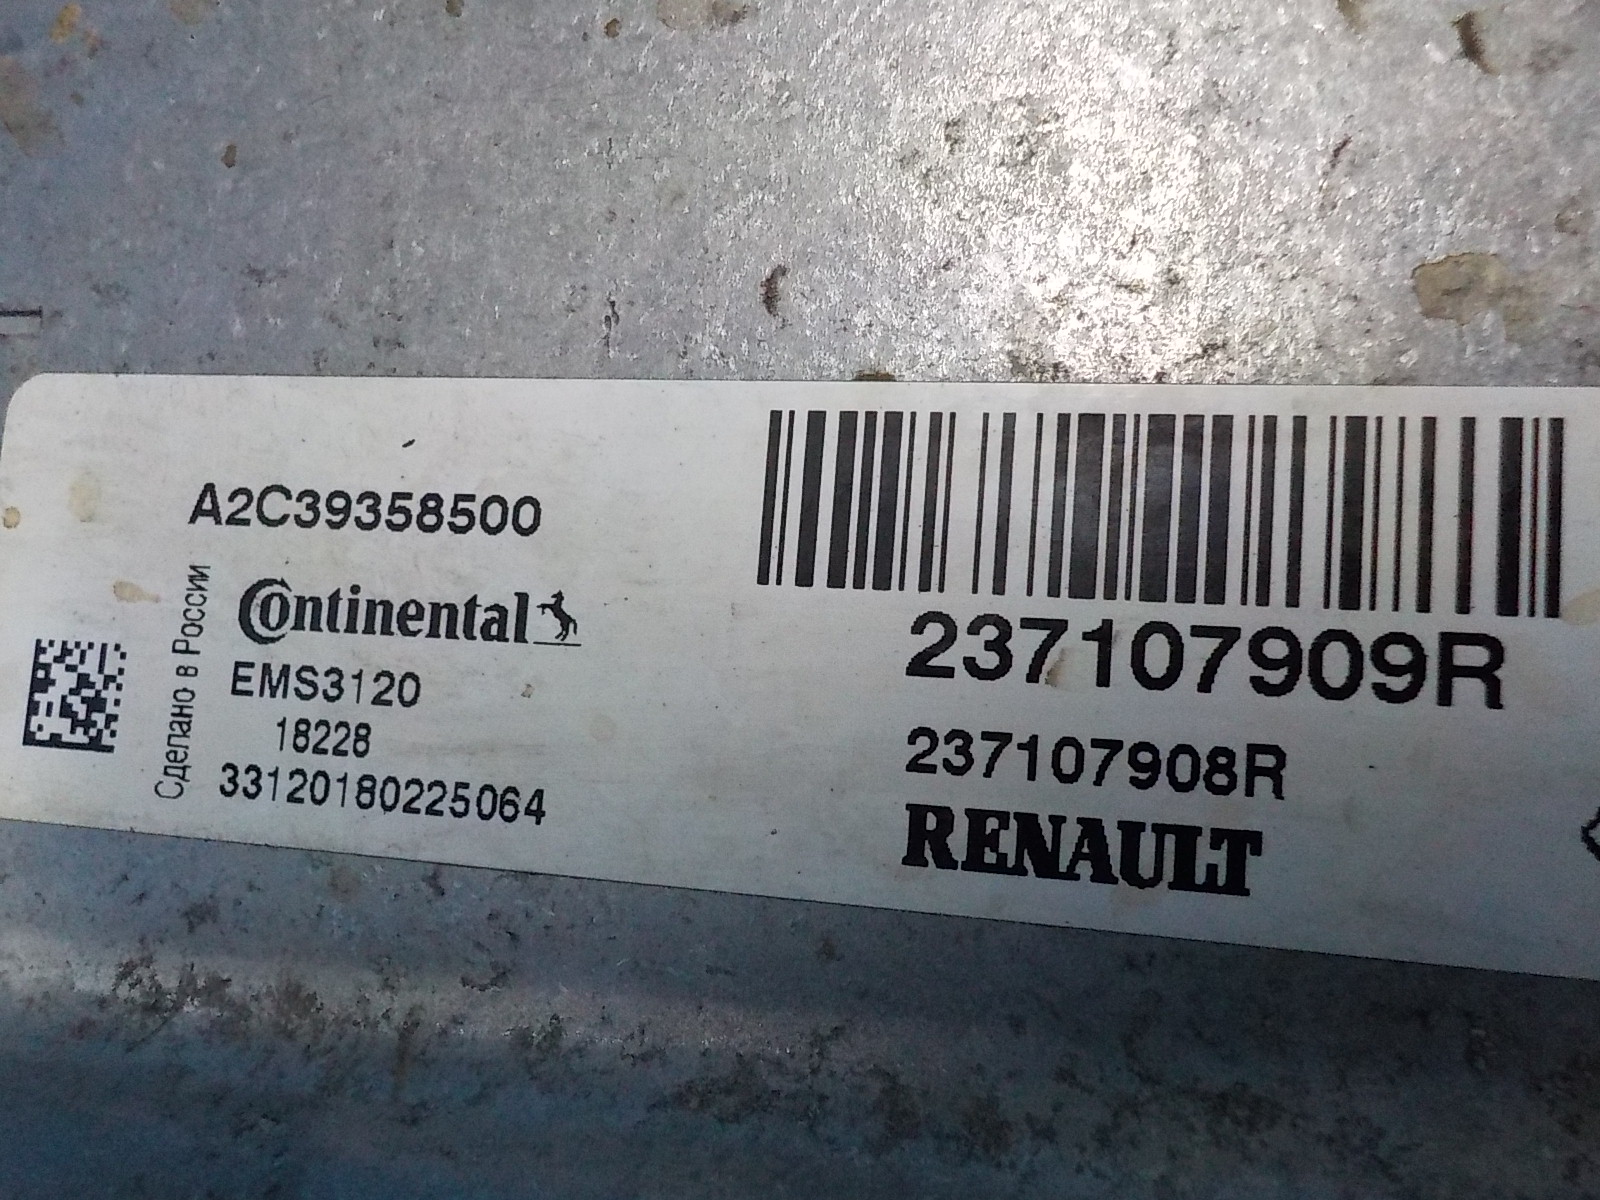 A2C39358500
Continental
EMS3120
18228
33120180225064
Сделано в России
237107909R
237107908R
RENAULT